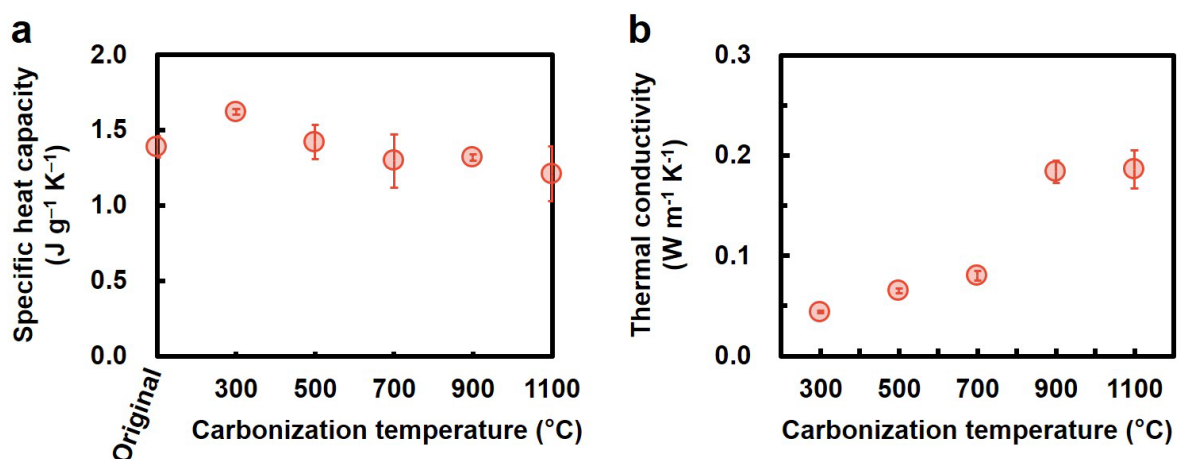 a
Specific heat capacity
(J g⁻¹ K⁻¹)
2.0
1.5
1.0
0.5
0.0
Original 300 500 700 900 1100
Carbonization temperature (°C)
b
Thermal conductivity
(W m⁻¹ K⁻¹)
0.3
0.2
0.1
0.0
300 500 700 900 1100
Carbonization temperature (°C)